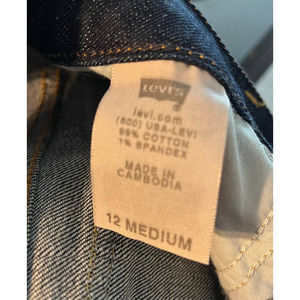 Levi's
levi.com
(800) USA-LEVI
99% COTTON
1% SPANDEX
MADE IN
CAMBODIA
12 MEDIUM